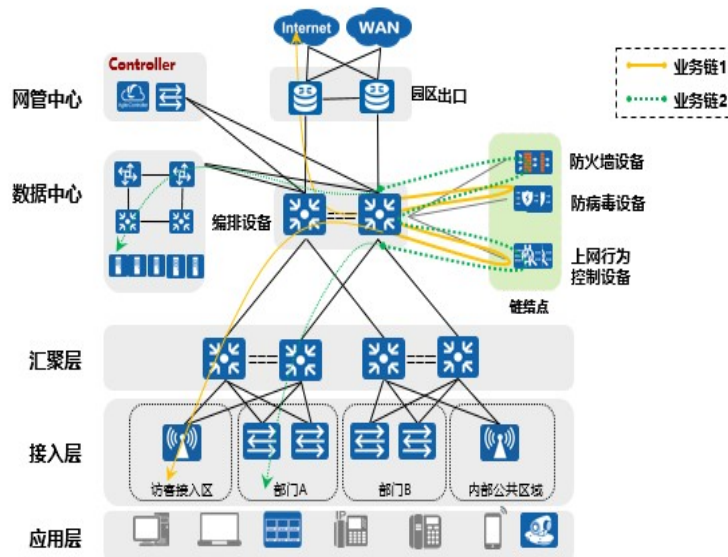 Internet
WAN
Controller
业务链1
业务链2
网管中心
园区出口
防火墙设备
数据中心
编排设备
防病毒设备
上网行为
控制设备
链结点
汇聚层
接入层
访客接入区
部门A
部门B
内部公共区域
应用层
IP